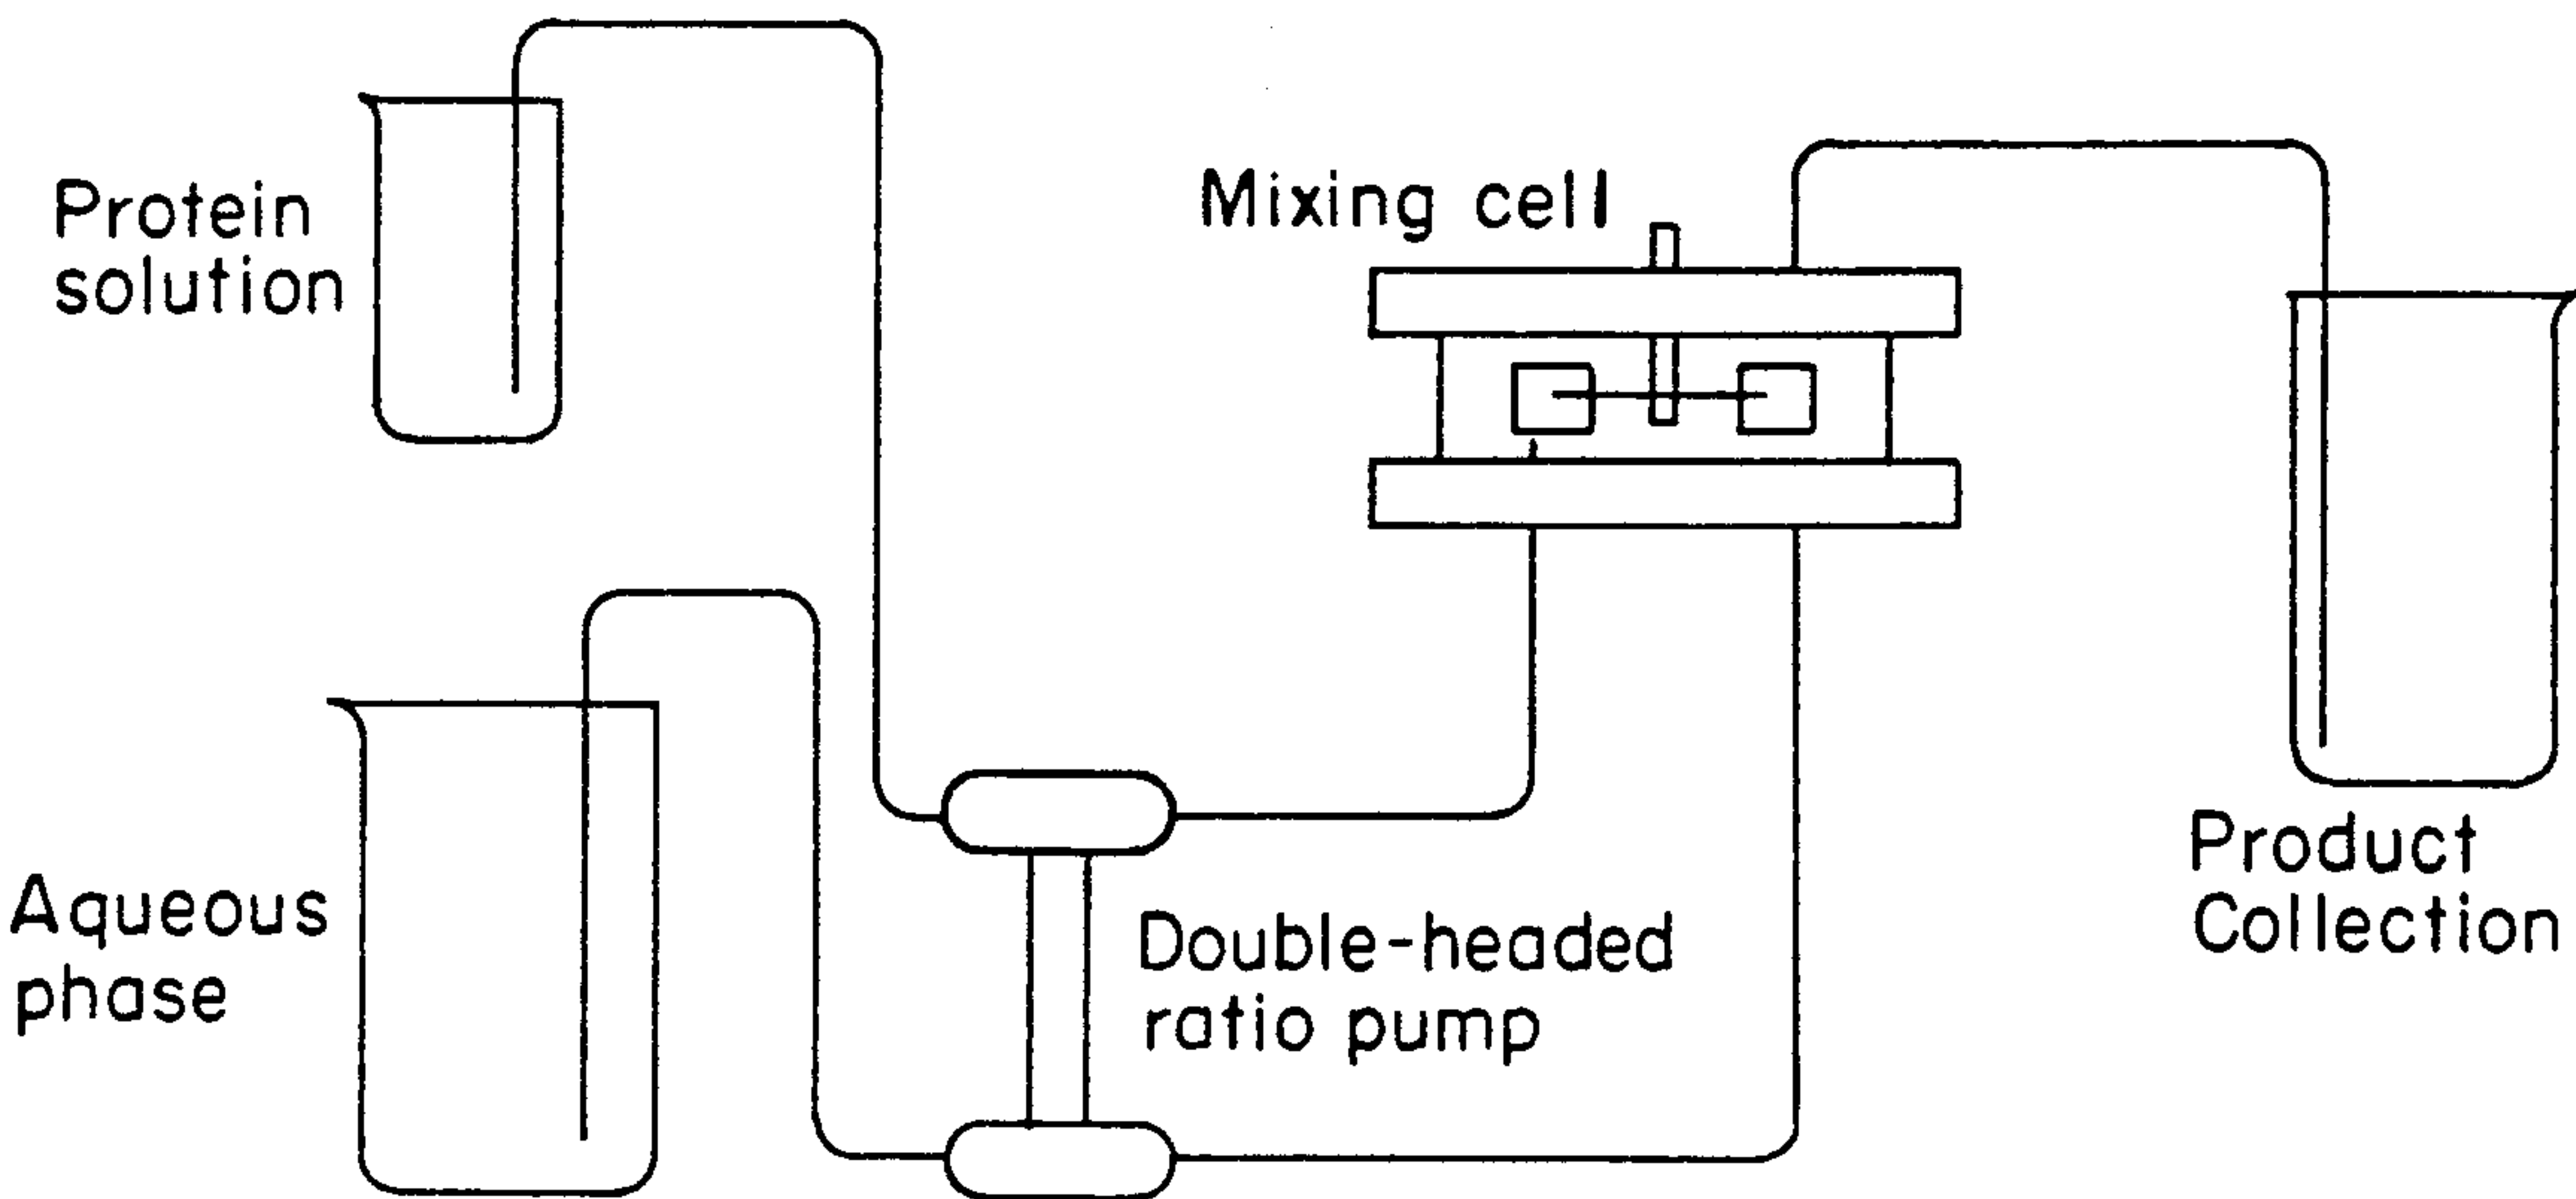 Protein
solution
Mixing cell
Aqueous
phase
Double-headed
ratio pump
Product
Collection